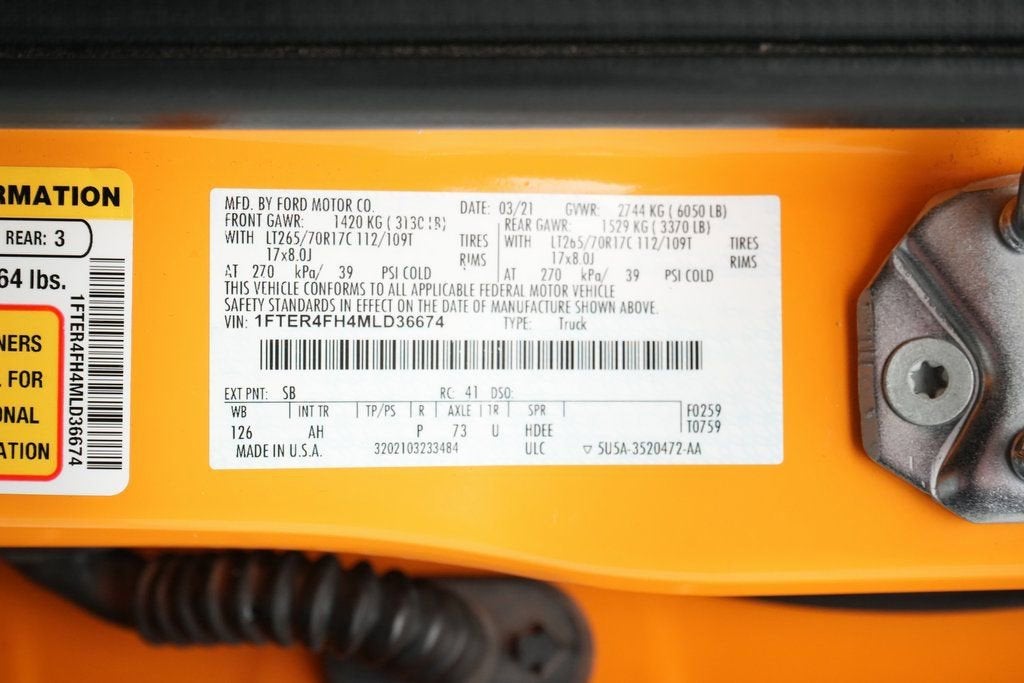 RMATION
REAR: 3
64 lbs.
NERS
FOR
ONAL
ATION
1FTER4FH4MLD36674
MFD. BY FORD MOTOR CO. DATE: 03/21 GVWR: 2744 KG ( 6050 LB)
FRONT GAWR: 1420 KG ( 3130 LB) REAR GAWR: 1529 KG ( 3370 LB)
WITH LT265/70R17C 112/109T TIRES WITH LT265/70R17C 112/109T TIRES
17x8.0J RIMS 17x8.0J RIMS
AT 270 kPa/ 39 PSI COLD AT 270 kPa/ 39 PSI COLD
THIS VEHICLE CONFORMS TO ALL APPLICABLE FEDERAL MOTOR VEHICLE
SAFETY STANDARDS IN EFFECT ON THE DATE OF MANUFACTURE SHOWN ABOVE.
VIN: 1FTER4FH4MLD36674 TYPE: Truck
EXT PNT: SB RC: 41 DSO:
WB INT TR TP/PS R AXLE TR SPR F0259
126 AH P 73 U HDEE T0759
MADE IN U.S.A. 3202103233484 ULC ▽ 5U5A-3520472-AA